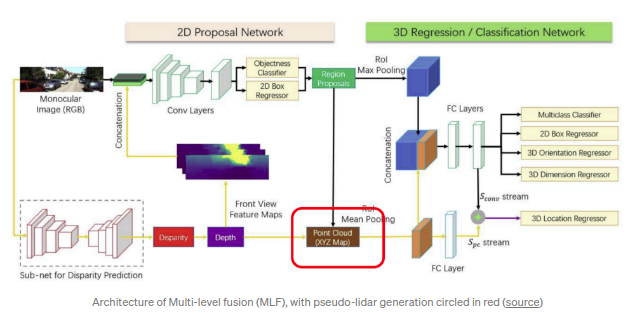 2D Proposal Network
3D Regression / Classification Network
Monocular
Image (RGB)
Concatenation
Conv Layers
Objectness
Classifier
2D Box
Regressor
Region
Proposals
RoI
Max Pooling
FC Layers
Concatenation
Multiclass Classifier
2D Box Regressor
3D Orientation Regressor
3D Dimension Regressor
Sconv stream
3D Location Regressor
Spc stream
Front View
Feature Maps
RoI
Mean Pooling
Disparity
Depth
Point Cloud
(XYZ Map)
FC Layer
Sub-net for Disparity Prediction
Architecture of Multi-level fusion (MLF), with pseudo-lidar generation circled in red (source)